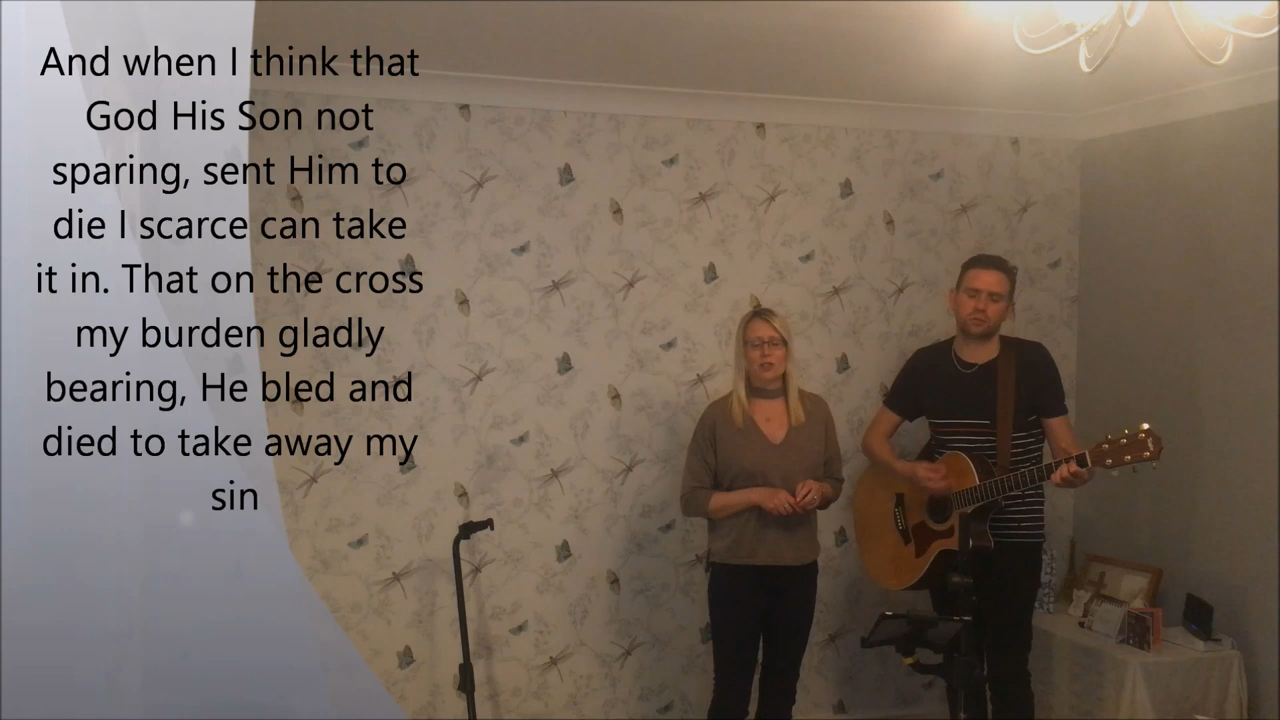 And when I think that
God His Son not
sparing, sent Him to
die I scarce can take
it in. That on the cross
my burden gladly
bearing, He bled and
died to take away my
sin